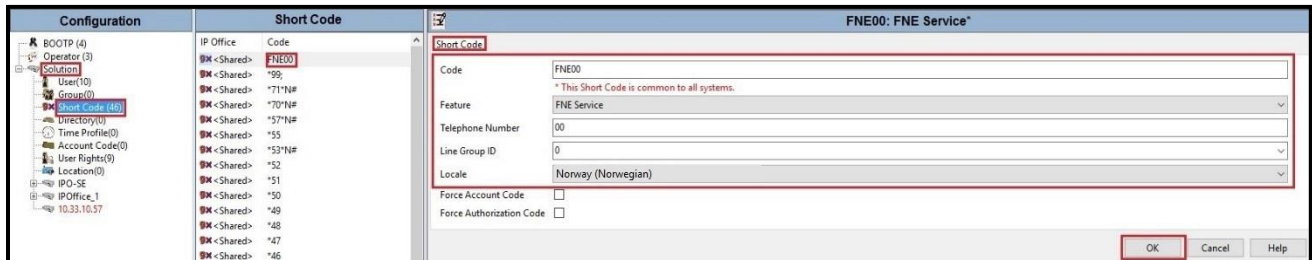 Configuration
BOOTP (4)
Operator (3)
Solution
User(10)
Group(0)
Short Code (46)
Directory(0)
Time Profile(0)
Account Code(0)
User Rights(9)
Location(0)
IPO-SE
IPOffice_1
10.33.10.57
Short Code
IP Office Code
<Shared> FNE00
<Shared> *99;
<Shared> *71*N#
<Shared> *70*N#
<Shared> *57*N#
<Shared> *55
<Shared> *53*N#
<Shared> *52
<Shared> *51
<Shared> *50
<Shared> *49
<Shared> *48
<Shared> *47
<Shared> *46
FNE00: FNE Service*
Short Code
Code FNE00
* This Short Code is common to all systems.
Feature FNE Service
Telephone Number 00
Line Group ID 0
Locale Norway (Norwegian)
Force Account Code
Force Authorization Code
OK Cancel Help